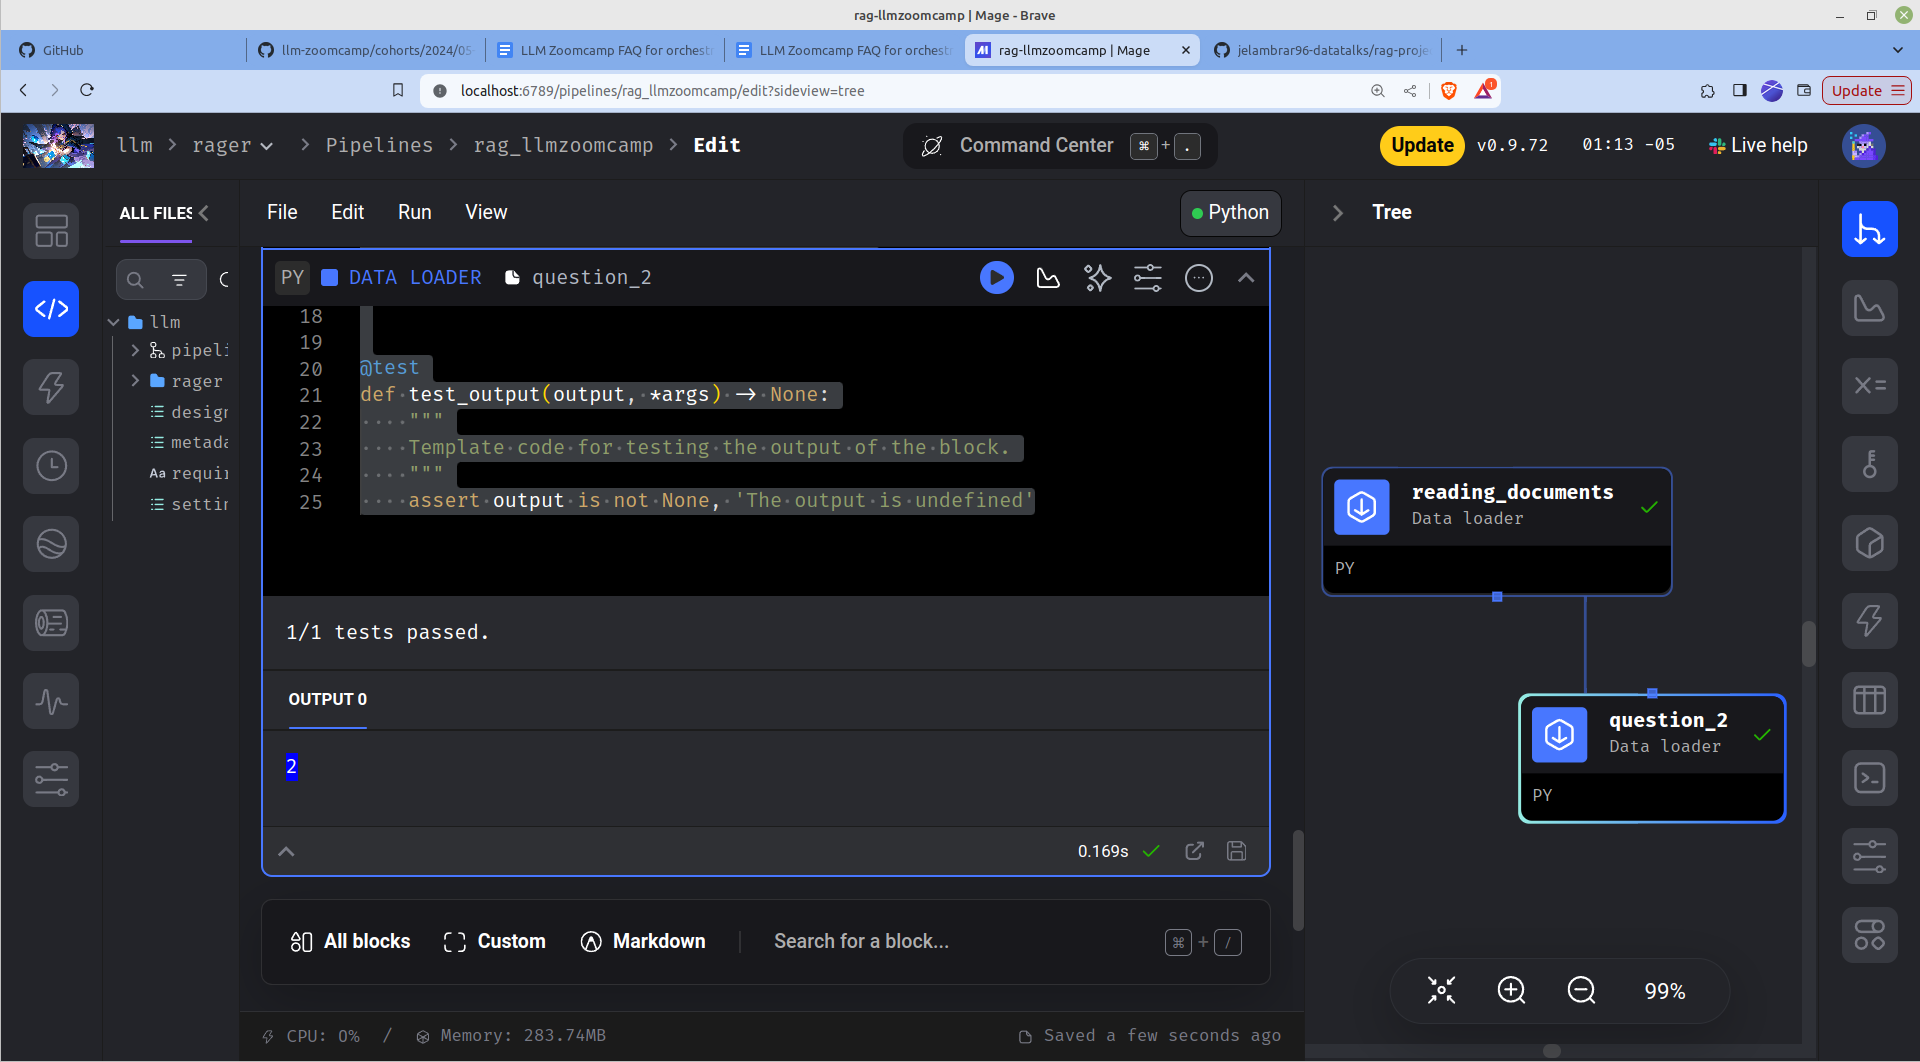 rag-llmzoomcamp | Mage - Brave
GitHub
llm-zoomcamp/cohorts/2024/05-
LLM Zoomcamp FAQ for orchestr
LLM Zoomcamp FAQ for orchest
rag-llmzoomcamp | Mage
jelambrar96-datatalks/rag-proje
localhost:6789/pipelines/rag_llmzoomcamp/edit?sideview=tree
1
Update
llm > rager > Pipelines > rag_llmzoomcamp > Edit
Command Center ⌘ + .
Update v0.9.72
01:13 -05
Live help
ALL FILES
File Edit Run View
Python
Tree
llm
pipeli
rager
design
metada
Aa requir
settin
PY DATA LOADER question_2
18
19
20 @test
21 def test_output(output, *args) -> None:
22 """
23 Template code for testing the output of the block.
24 """
25 assert output is not None, 'The output is undefined'
1/1 tests passed.
OUTPUT 0
2
0.169s
All blocks Custom Markdown Search for a block... ⌘ + /
CPU: 0% / Memory: 283.74MB
Saved a few seconds ago
reading_documents
Data loader
PY
question_2
Data loader
PY
99%